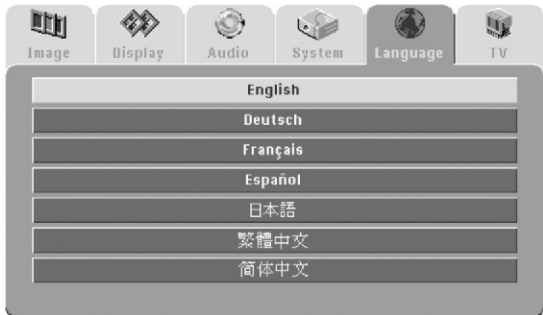 Image Display Audio System Language TV
English
Deutsch
Français
Español
日本語
繁體中文
简体中文